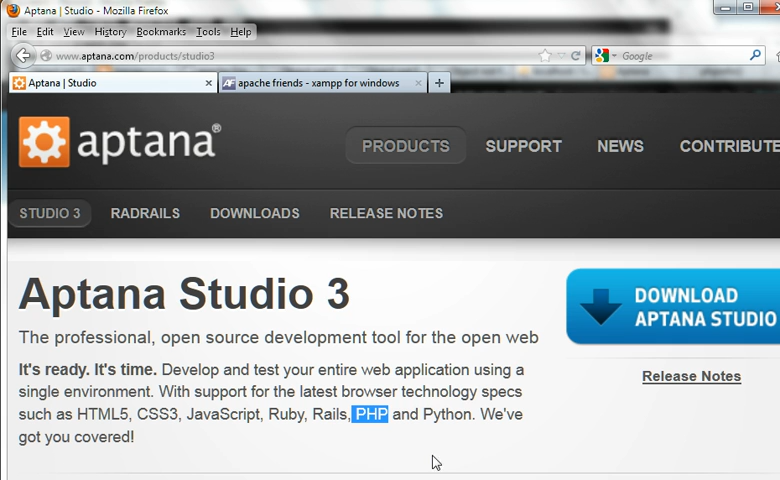 Aptana | Studio - Mozilla Firefox
File Edit View History Bookmarks Tools Help
www.aptana.com/products/studio3
Google
Aptana | Studio
apache friends - xampp for windows
aptana®
PRODUCTS SUPPORT NEWS CONTRIBUTE
STUDIO 3 RADRAILS DOWNLOADS RELEASE NOTES
Aptana Studio 3
The professional, open source development tool for the open web
It's ready. It's time. Develop and test your entire web application using a
single environment. With support for the latest browser technology specs
such as HTML5, CSS3, JavaScript, Ruby, Rails, PHP and Python. We've
got you covered!
DOWNLOAD
APTANA STUDIO
Release Notes